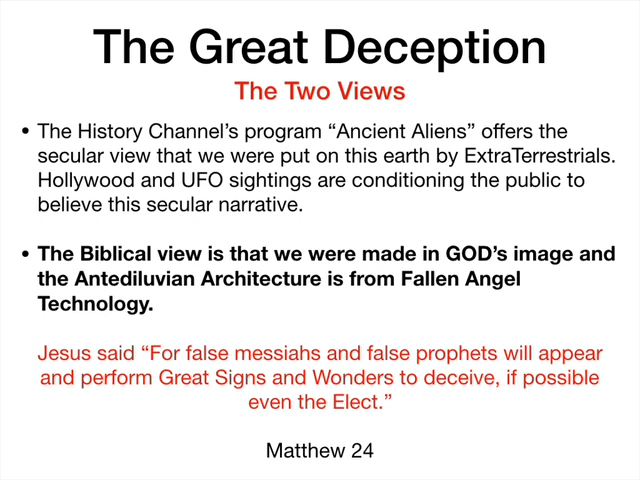 The Great Deception
The Two Views
• The History Channel's program “Ancient Aliens” offers the
secular view that we were put on this earth by ExtraTerrestrials.
Hollywood and UFO sightings are conditioning the public to
believe this secular narrative.
• The Biblical view is that we were made in GOD's image and
the Antediluvian Architecture is from Fallen Angel
Technology.
Jesus said “For false messiahs and false prophets will appear
and perform Great Signs and Wonders to deceive, if possible
even the Elect.”
Matthew 24